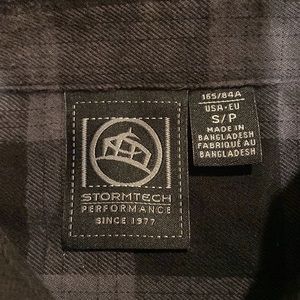 STORMTECH
PERFORMANCE
SINCE 1977
165/84A
USA-EU
S/P
MADE IN
BANGLADESH
FABRIQUÉ AU
BANGLADESH